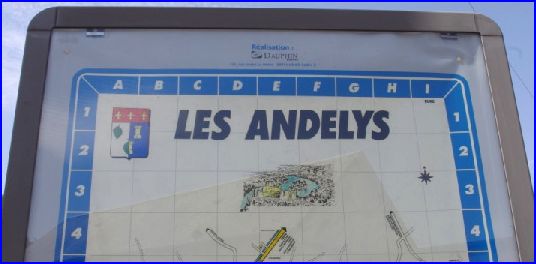 Réalisation :
DAUPHIN
A B C D E F G H I
LES ANDELYS
1 1
2 2
3 3
4 4